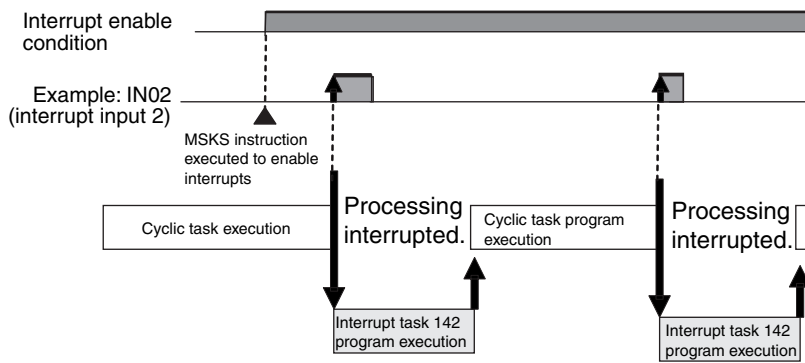 Interrupt enable
condition
Example: IN02
(interrupt input 2)
MSKS instruction
executed to enable
interrupts
Cyclic task execution
Processing
interrupted.
Cyclic task program
execution
Processing
interrupted.
Interrupt task 142
program execution
Interrupt task 142
program execution